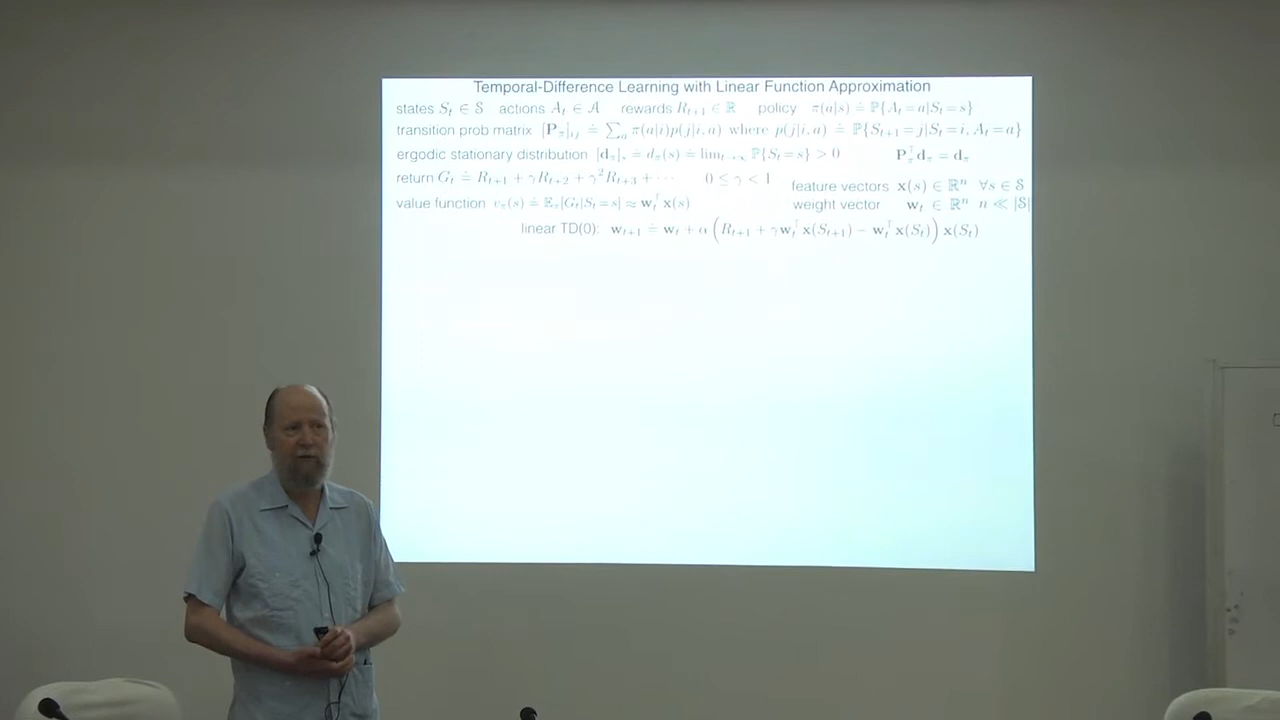 Temporal-Difference Learning with Linear Function Approximation
states S_t ∈ 𝒮 actions A_t ∈ 𝒜 rewards R_{t+1} ∈ ℝ policy π(a|s) ≐ ℙ{A_t = a|S_t = s}
transition prob matrix [P_π]_{ij} ≐ ∑_a π(a|i)p(j|i, a) where p(j|i, a) ≐ ℙ{S_{t+1} = j|S_t = i, A_t = a}
ergodic stationary distribution [d_π]_s ≐ d_π(s) ≐ lim_{t→∞} ℙ{S_t = s} > 0 P_π^⊤ d_π = d_π
return G_t ≐ R_{t+1} + γR_{t+2} + γ²R_{t+3} + ⋯ 0 ≤ γ < 1
feature vectors x(s) ∈ ℝⁿ ∀s ∈ 𝒮
value function v_π(s) ≐ 𝔼_π[G_t|S_t = s] ≈ w_t^⊤ x(s)
weight vector w_t ∈ ℝⁿ n ≪ |𝒮|
linear TD(0): w_{t+1} ≐ w_t + α (R_{t+1} + γw_t^⊤ x(S_{t+1}) − w_t^⊤ x(S_t)) x(S_t)